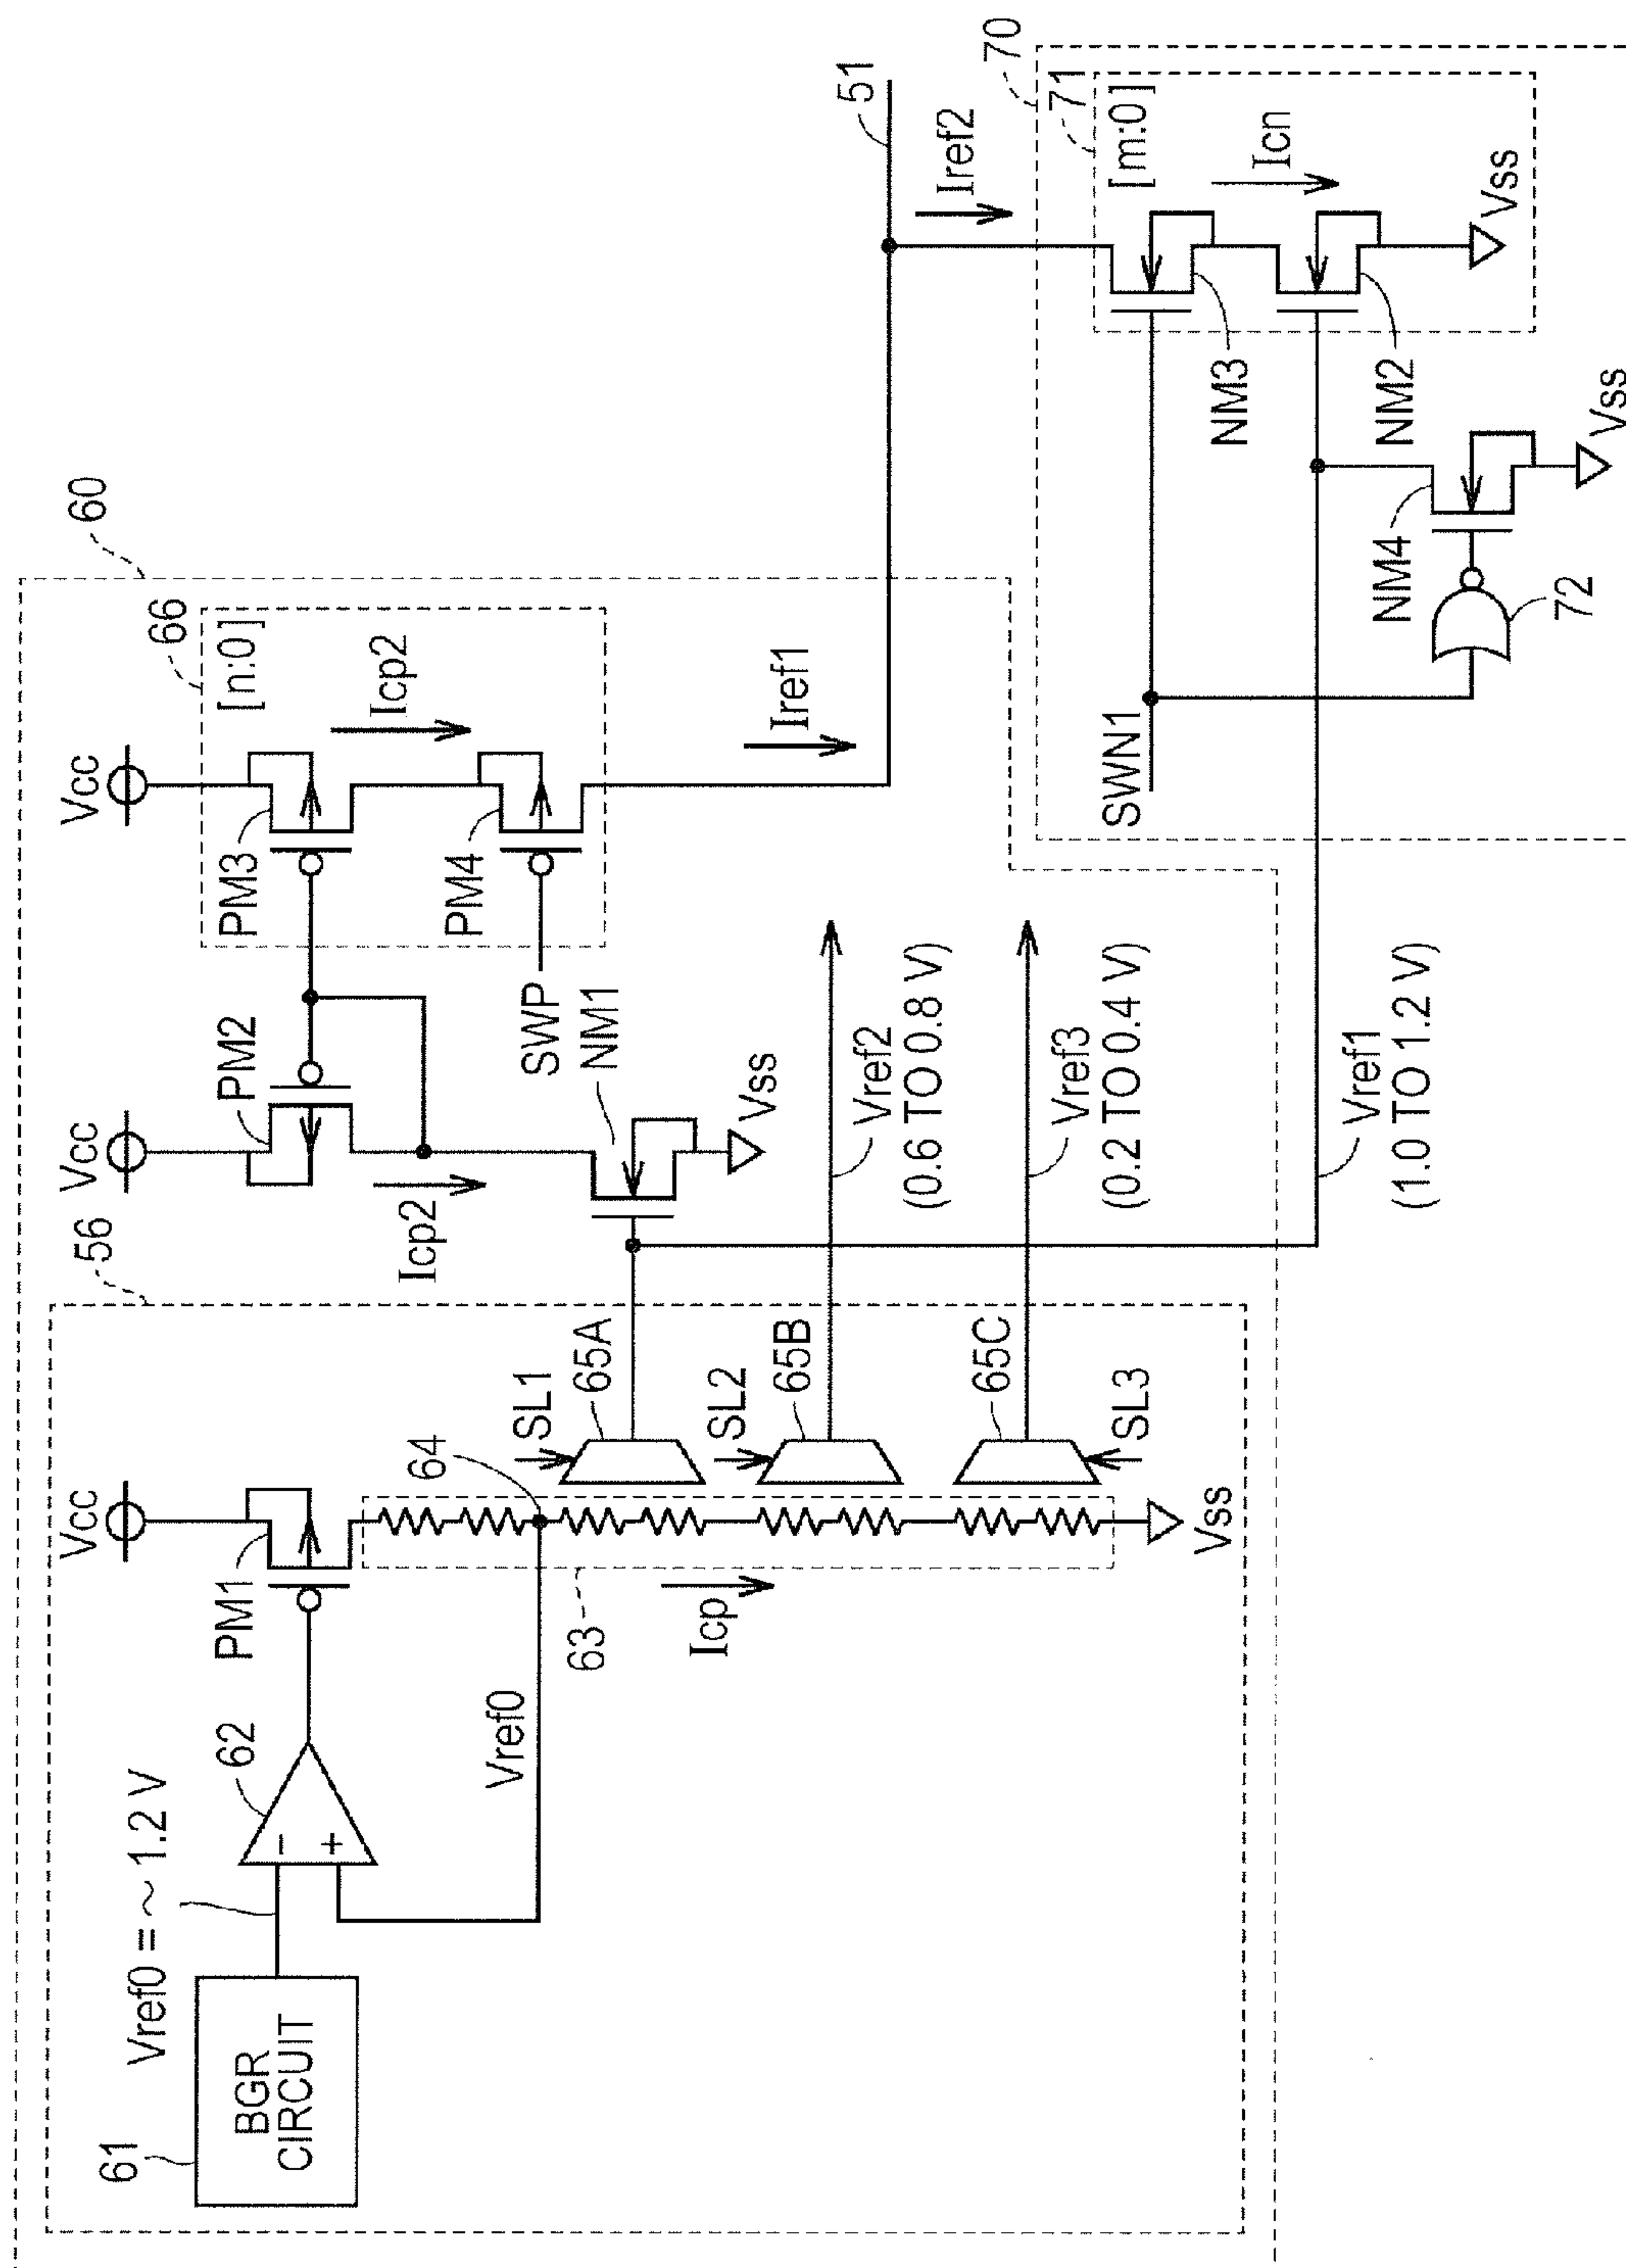 60
56
Vcc
Vcc
Vcc
66
[n:0]
PM1
PM2
PM3
Icp2
PM4
SWP
Icp2
NM1
Vss
Iref1
61
BGR
CIRCUIT
Vref0 = ~ 1.2 V
62
−
+
Vref0
64
63
Icp
Vss
SL1
65A
SL2
65B
65C
SL3
Vref2
(0.6 TO 0.8 V)
Vref3
(0.2 TO 0.4 V)
Vref1
(1.0 TO 1.2 V)
51
Iref2
70
71
[m:0]
Icn
SWN1
NM3
NM2
Vss
NM4
72
Vss